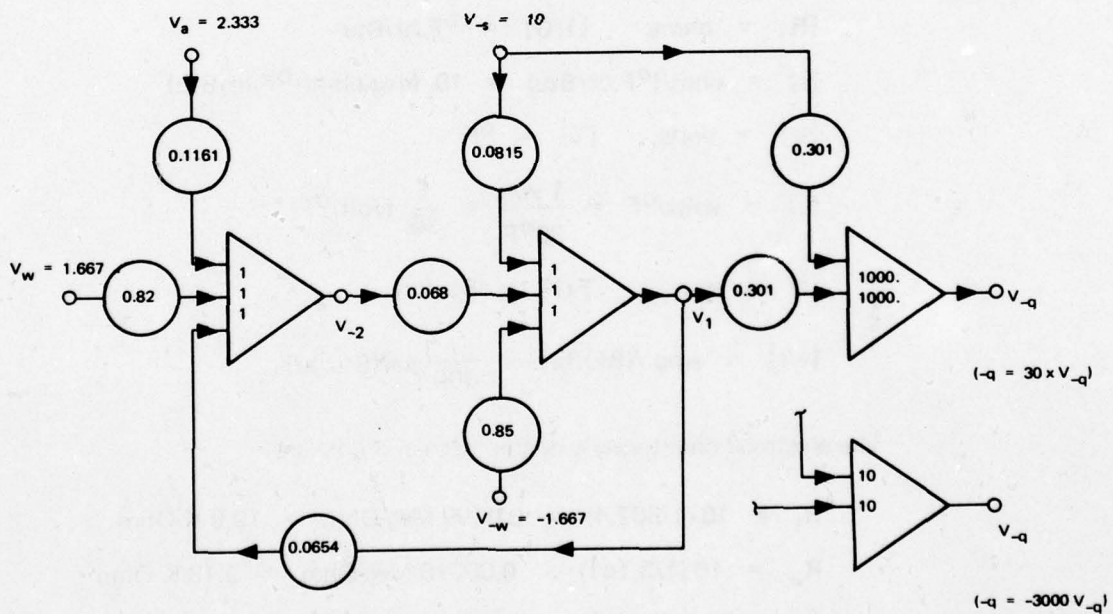 V_a = 2.333
V_-s = 10
0.1161
0.0815
0.301
V_w = 1.667
0.82
1
1
1
V_-2
0.068
1
1
1
V_1
0.301
1000.
1000.
V_-q
(-q = 30 x V_-q)
0.85
V_-w = -1.667
0.0654
10
10
V_-q
(-q = -3000 V_-q)